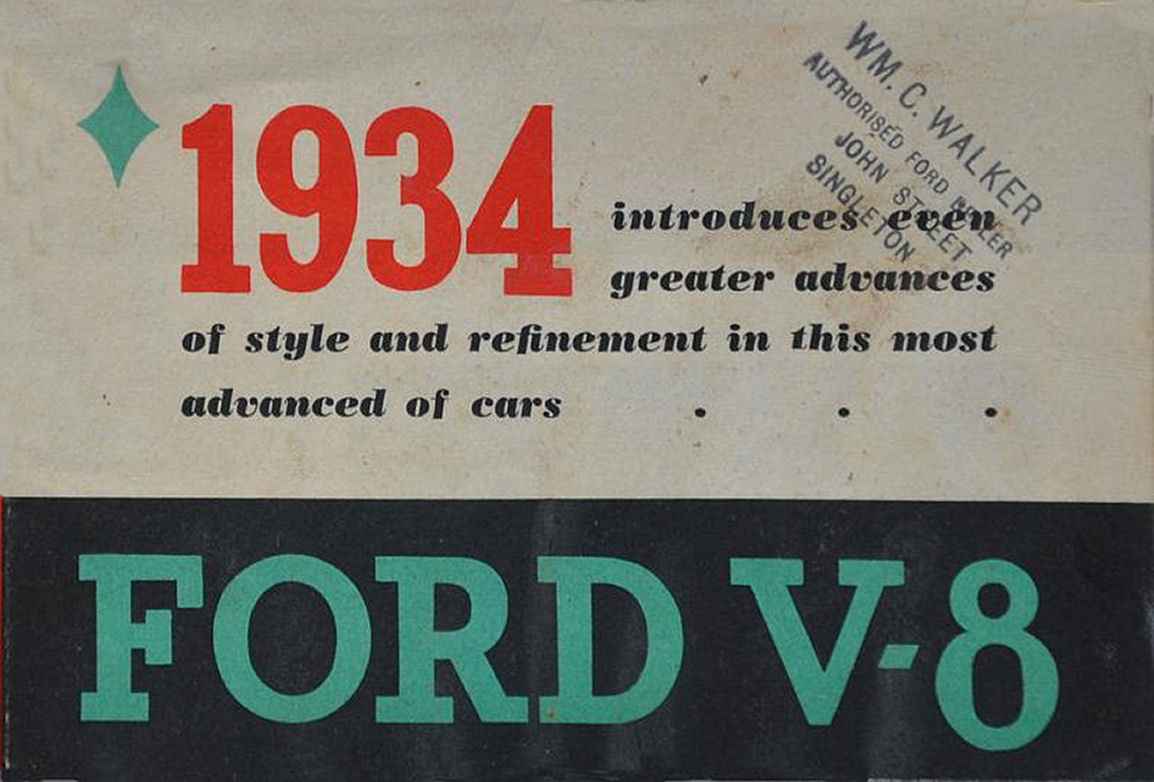 1934
introduces even
greater advances
of style and refinement in this most
advanced of cars . . .
FORD V-8
WM. C. WALKER
AUTHORISED FORD DEALER
JOHN STREET
SINGLETON